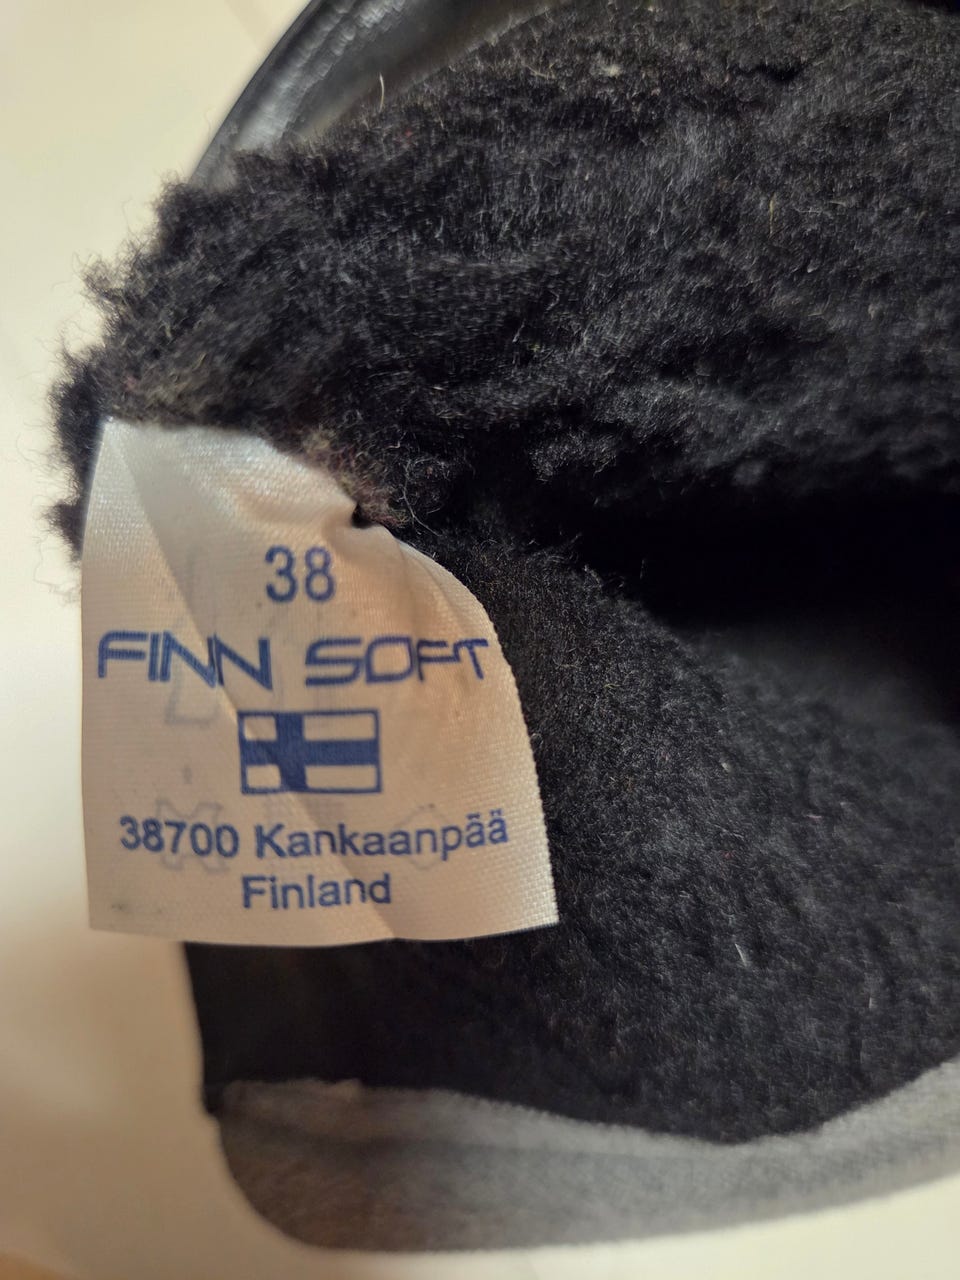 38
FINN SOFT
38700 Kankaanpää
Finland